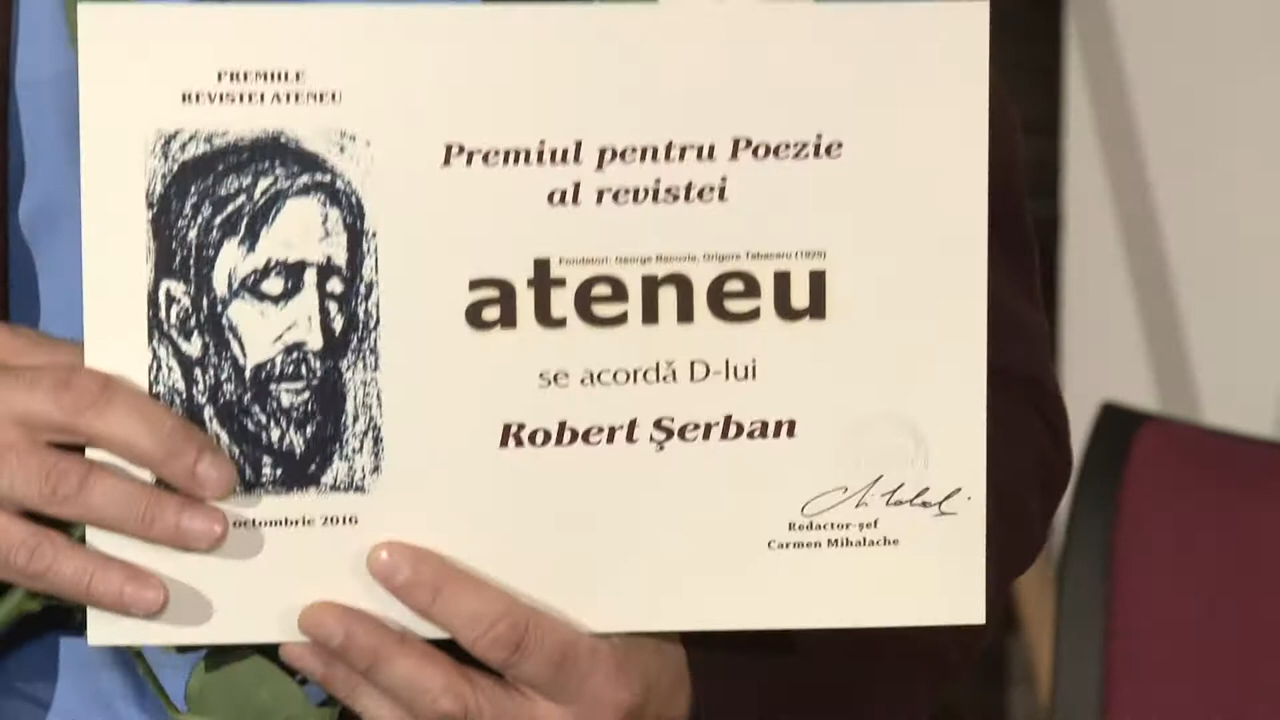 PREMIILE
REVISTEI ATENEU
Premiul pentru Poezie
al revistei
Fondatori: George Bacovia, Grigore Tabacaru (1925)
ateneu
se acordă D-lui
Robert Şerban
octombrie 2016
Redactor-şef
Carmen Mihalache